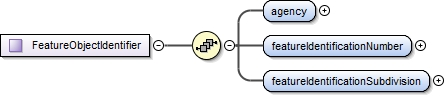 agency
FeatureObjectIdentifier
featureIdentificationNumber
featureIdentificationSubdivision